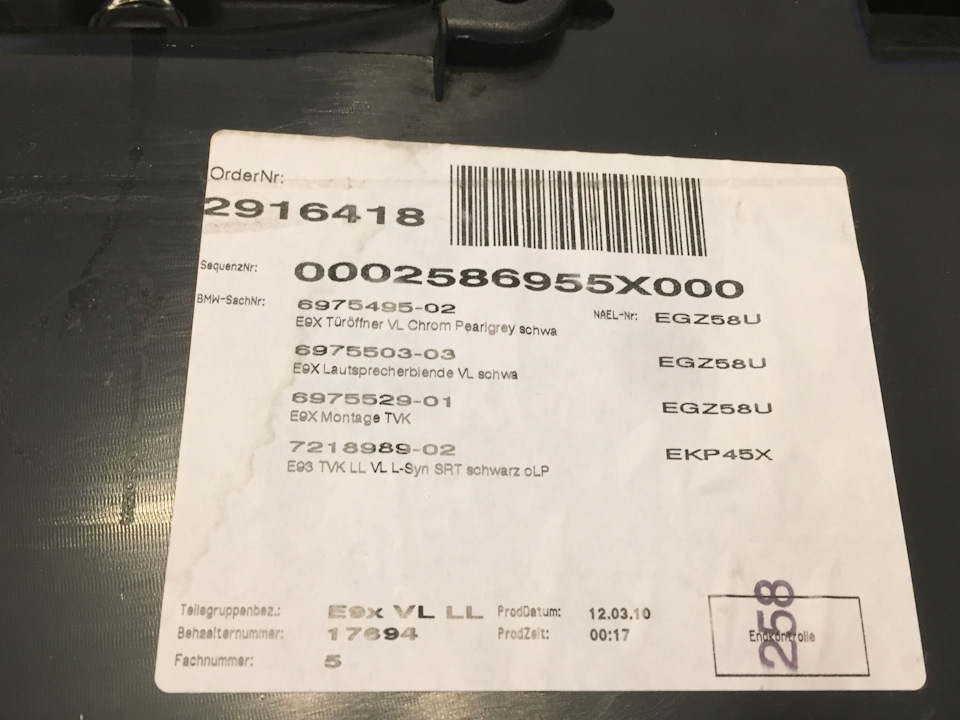 OrderNr:
2916418
SequenzNr: 0002586955X000
BMW-SachNr: 6975495-02 NAEL-Nr: EGZ58U
E9X Türöffner VL Chrom Pearlgrey schwa
6975503-03 EGZ58U
E9X Lautsprecherblende VL schwa
6975529-01 EGZ58U
E9X Montage TVK
7218989-02 EKP45X
E93 TVK LL VL L-Syn SRT schwarz oLP
Teilegruppenbez.: E9x VL LL ProdDatum: 12.03.10
Behaelternummer: 17694 ProdZeit: 00:17
Fachnummer: 5
Endkontrolle
258